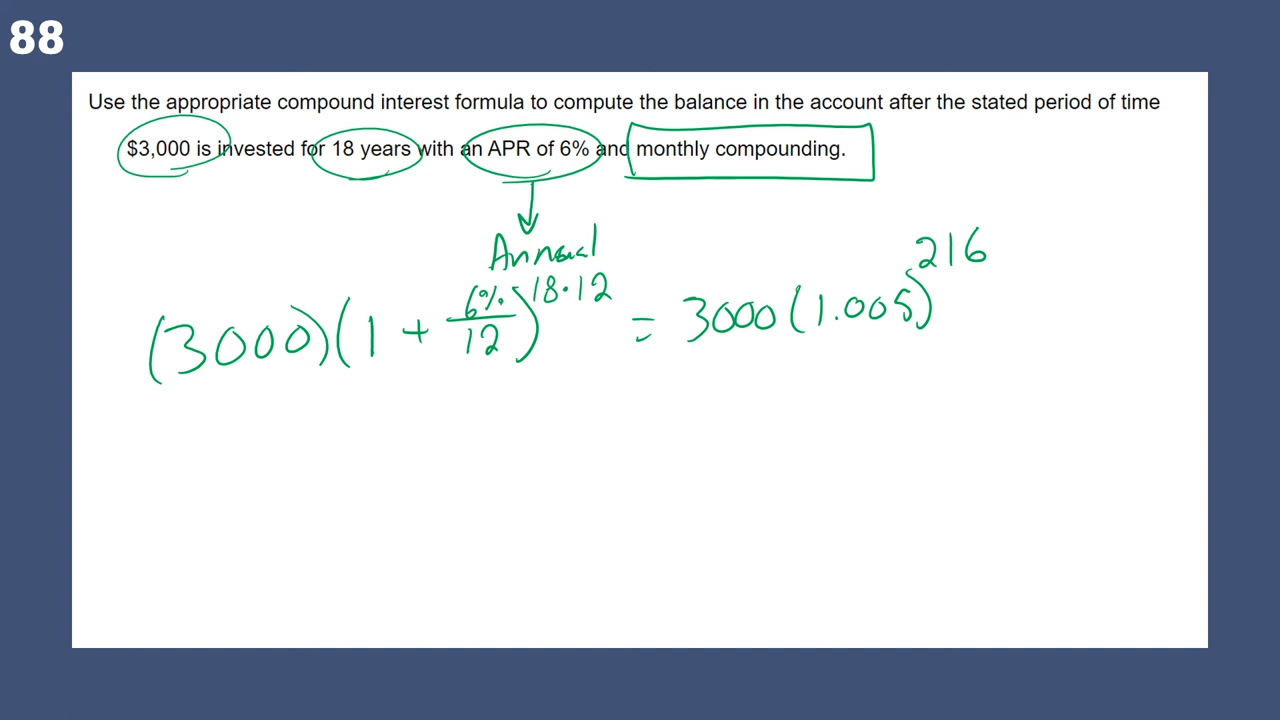 88
Use the appropriate compound interest formula to compute the balance in the account after the stated period of time
$3,000 is invested for 18 years with an APR of 6% and monthly compounding.
Annual
(3000)(1 + 6%/12)^18·12 = 3000(1.005)^216